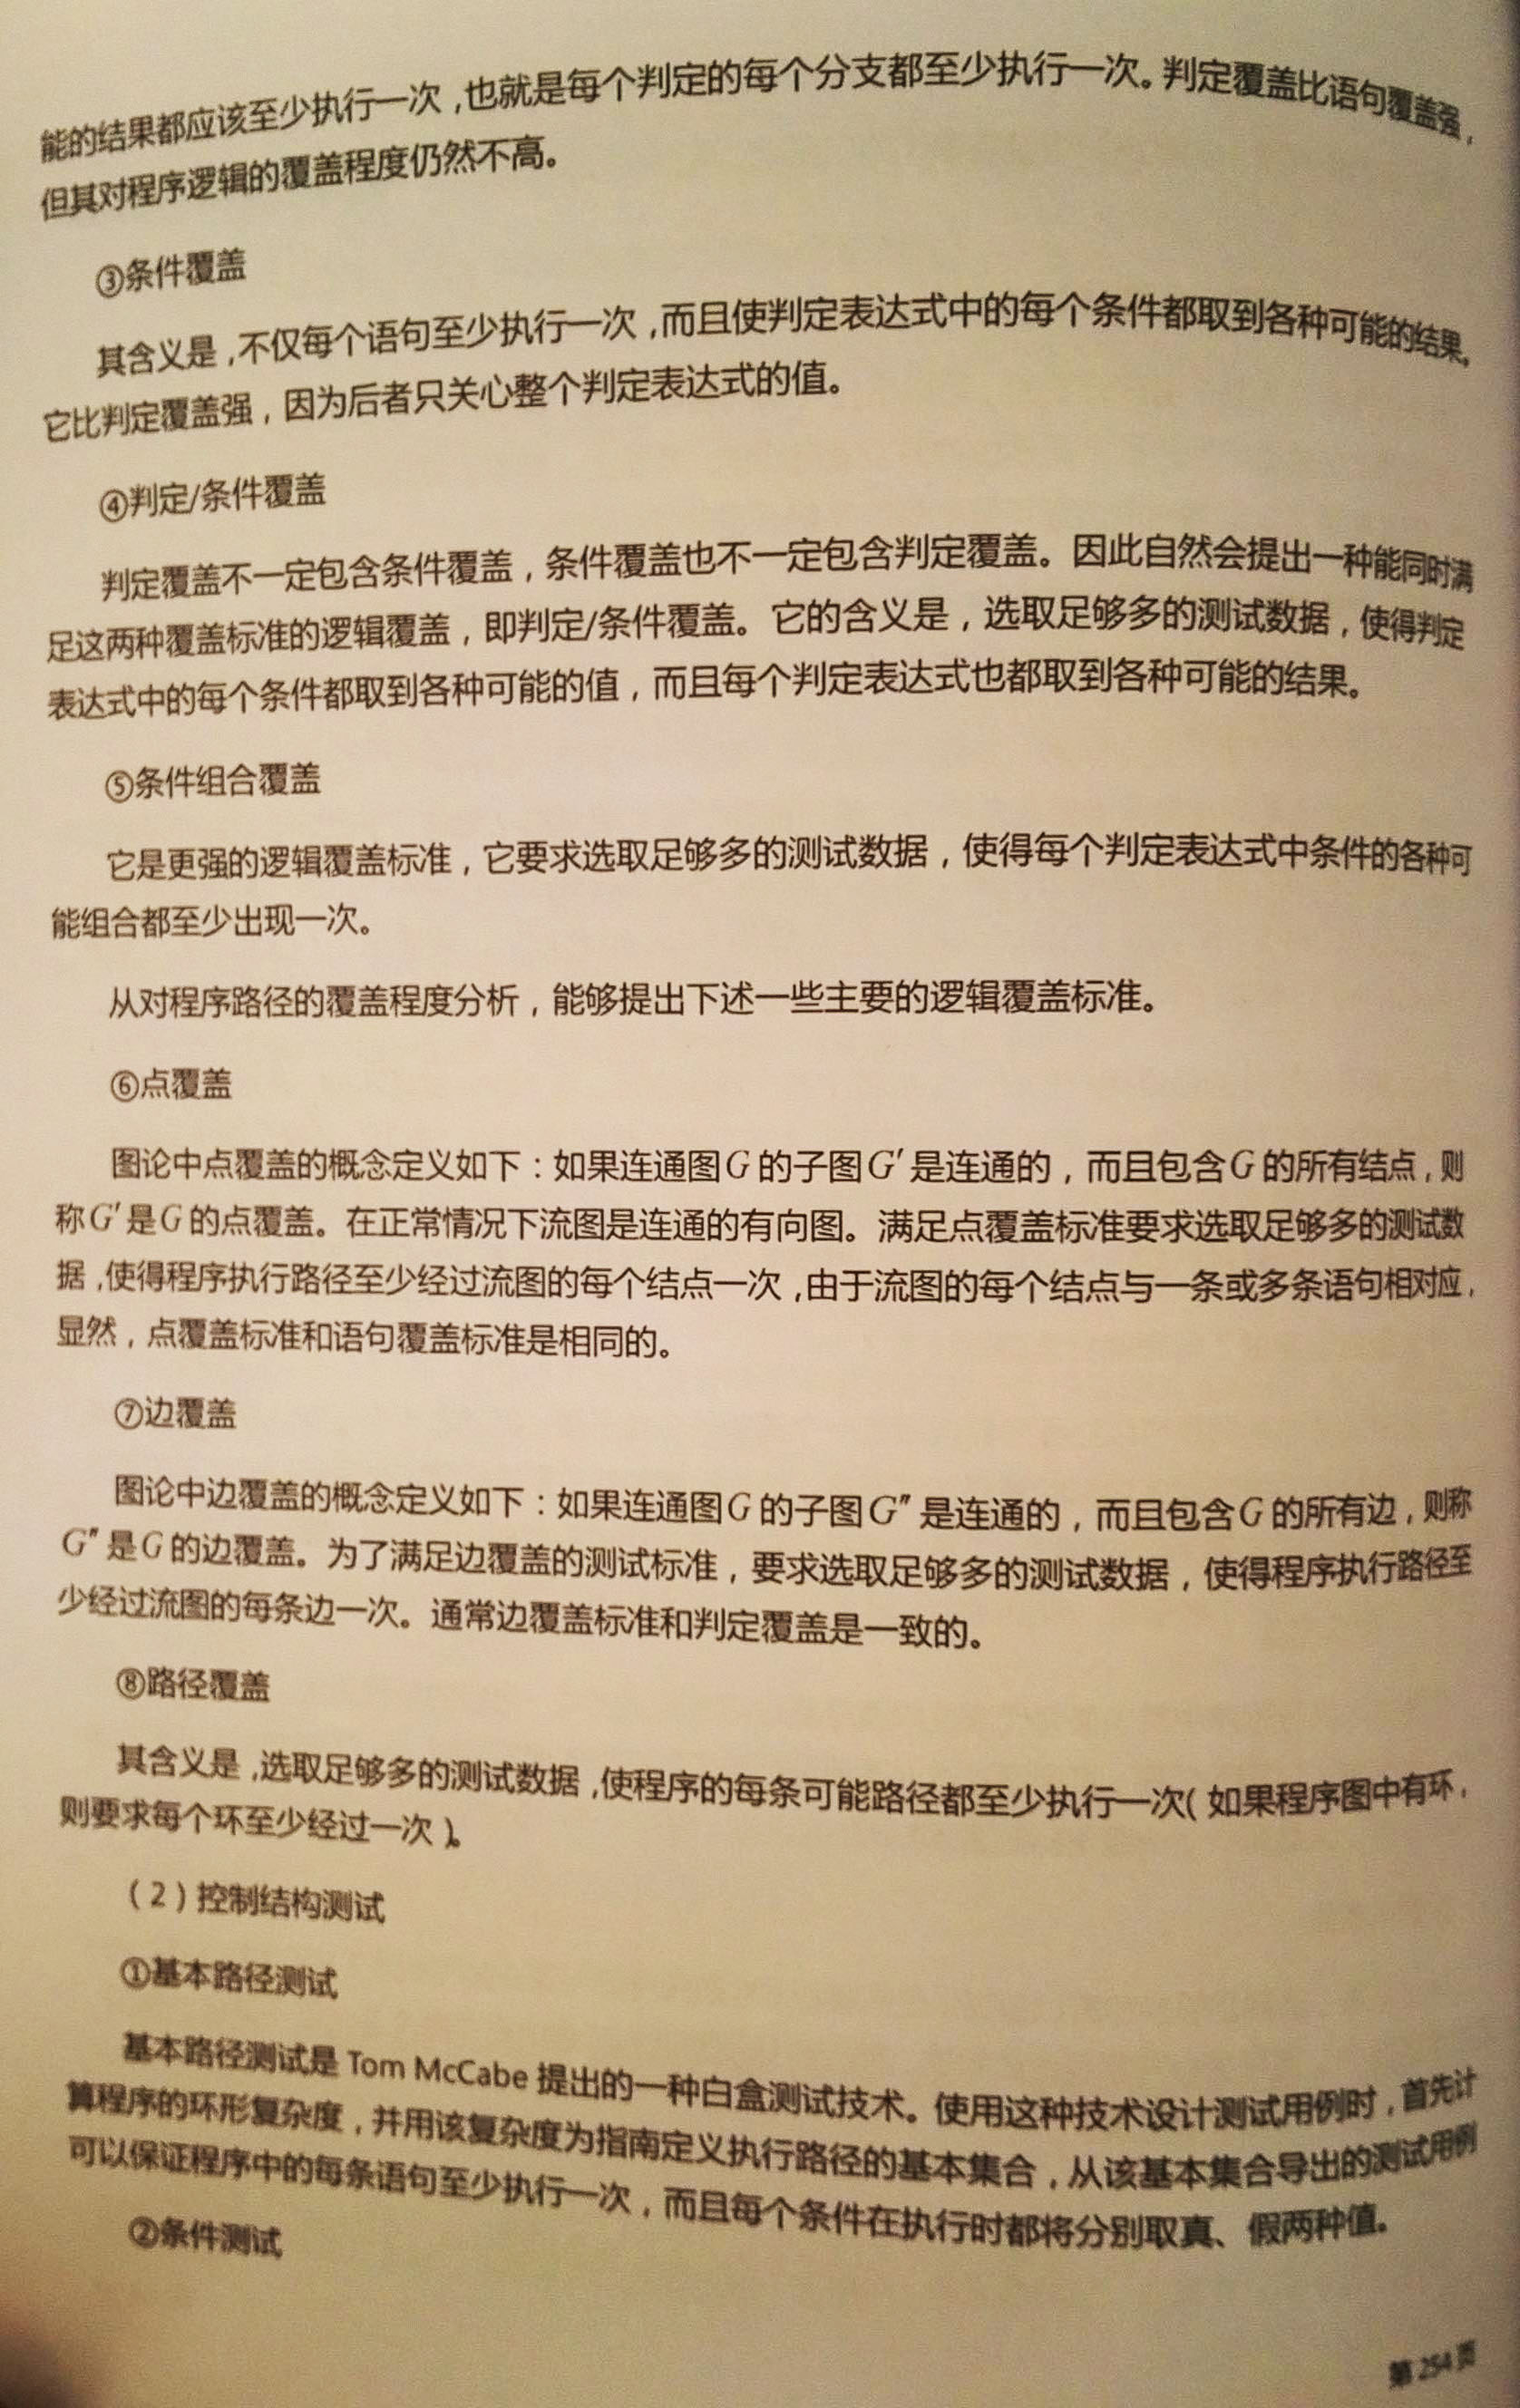 能的结果都应该至少执行一次，也就是每个判定的每个分支都至少执行一次。判定覆盖比语句覆盖强，
但其对程序逻辑的覆盖程度仍然不高。
③条件覆盖
其含义是，不仅每个语句至少执行一次，而且使判定表达式中的每个条件都取到各种可能的结果。
它比判定覆盖强，因为后者只关心整个判定表达式的值。
④判定/条件覆盖
判定覆盖不一定包含条件覆盖，条件覆盖也不一定包含判定覆盖。因此自然会提出一种能同时满
足这两种覆盖标准的逻辑覆盖，即判定/条件覆盖。它的含义是，选取足够多的测试数据，使得判定
表达式中的每个条件都取到各种可能的值，而且每个判定表达式也都取到各种可能的结果。
⑤条件组合覆盖
它是更强的逻辑覆盖标准，它要求选取足够多的测试数据，使得每个判定表达式中条件的各种可
能组合都至少出现一次。
从对程序路径的覆盖程度分析，能够提出下述一些主要的逻辑覆盖标准。
⑥点覆盖
图论中点覆盖的概念定义如下：如果连通图G的子图G′是连通的，而且包含G的所有结点，则
称G′是G的点覆盖。在正常情况下流图是连通的有向图。满足点覆盖标准要求选取足够多的测试数
据，使得程序执行路径至少经过流图的每个结点一次，由于流图的每个结点与一条或多条语句相对应，
显然，点覆盖标准和语句覆盖标准是相同的。
⑦边覆盖
图论中边覆盖的概念定义如下：如果连通图G的子图G″是连通的，而且包含G的所有边，则称
G″是G的边覆盖。为了满足边覆盖的测试标准，要求选取足够多的测试数据，使得程序执行路径至
少经过流图的每条边一次。通常边覆盖标准和判定覆盖是一致的。
⑧路径覆盖
其含义是，选取足够多的测试数据，使程序的每条可能路径都至少执行一次（如果程序图中有环，
则要求每个环至少经过一次）。
（2）控制结构测试
①基本路径测试
基本路径测试是 Tom McCabe 提出的一种白盒测试技术。使用这种技术设计测试用例时，首先计
算程序的环形复杂度，并用该复杂度为指南定义执行路径的基本集合，从该基本集合导出的测试用例
可以保证程序中的每条语句至少执行一次，而且每个条件在执行时都将分别取真、假两种值。
②条件测试
第 254 页